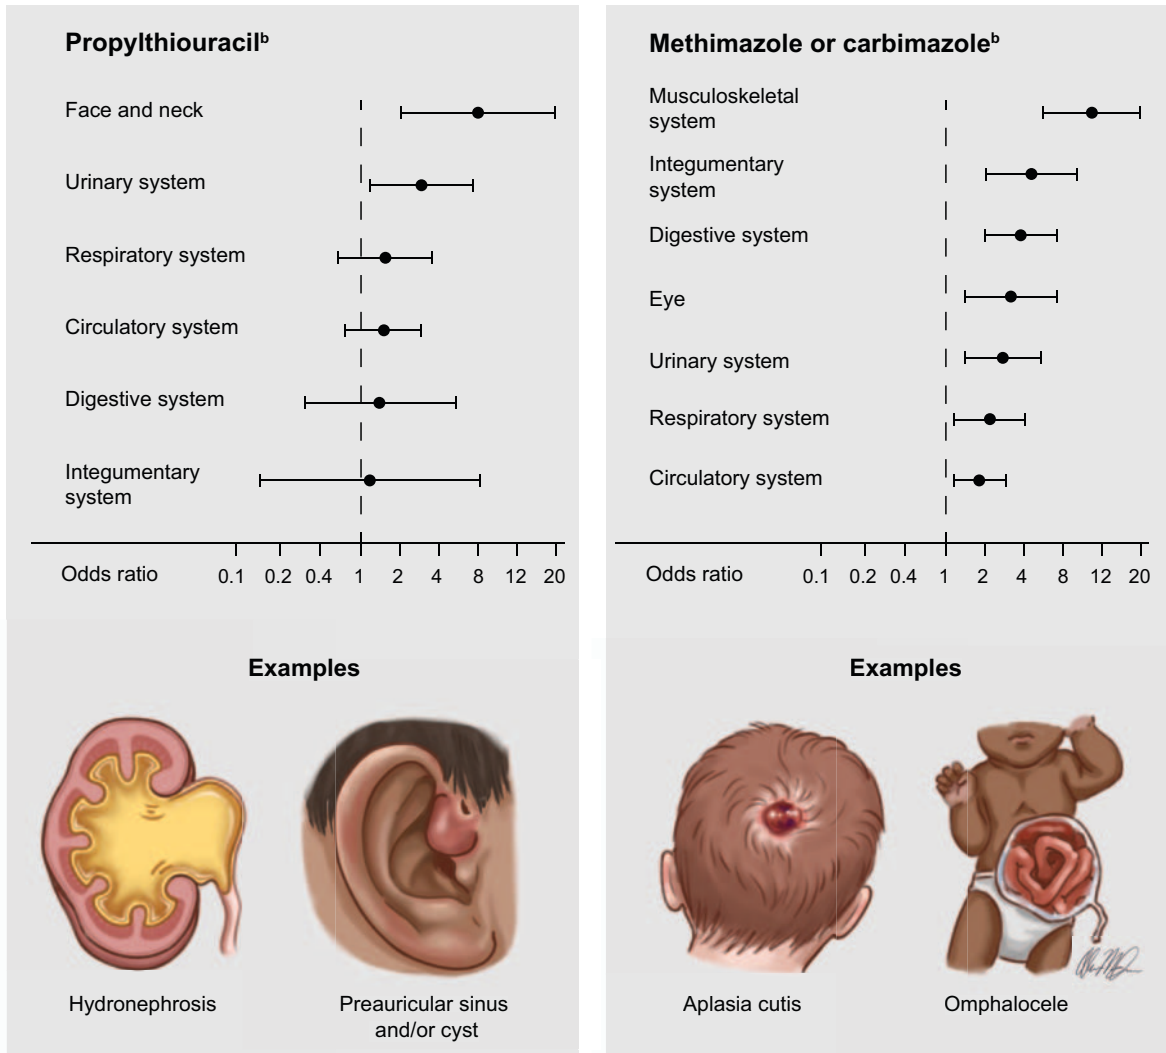 Propylthiouracilᵇ
Face and neck
Urinary system
Respiratory system
Circulatory system
Digestive system
Integumentary
system
Odds ratio 0.1 0.2 0.4 1 2 4 8 12 20
Examples
Hydronephrosis
Preauricular sinus
and/or cyst
Methimazole or carbimazoleᵇ
Musculoskeletal
system
Integumentary
system
Digestive system
Eye
Urinary system
Respiratory system
Circulatory system
Odds ratio 0.1 0.2 0.4 1 2 4 8 12 20
Examples
Aplasia cutis
Omphalocele